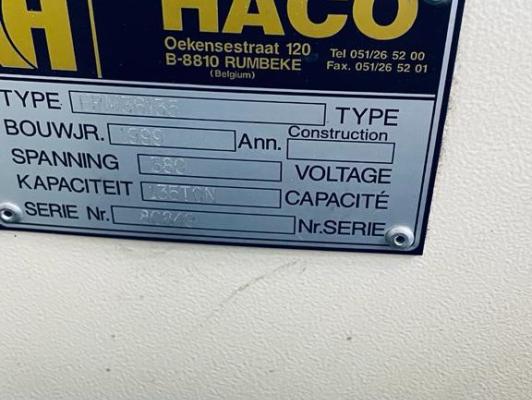 H HACO
Oekensestraat 120 Tel 051/26 52 00
B-8810 RUMBEKE Fax. 051/26 52 01
(Belgium)
TYPE TYPE
BOUWJR. 1999 Ann. Construction
SPANNING 380 VOLTAGE
KAPACITEIT 135TON CAPACITÉ
SERIE Nr. Nr. SERIE